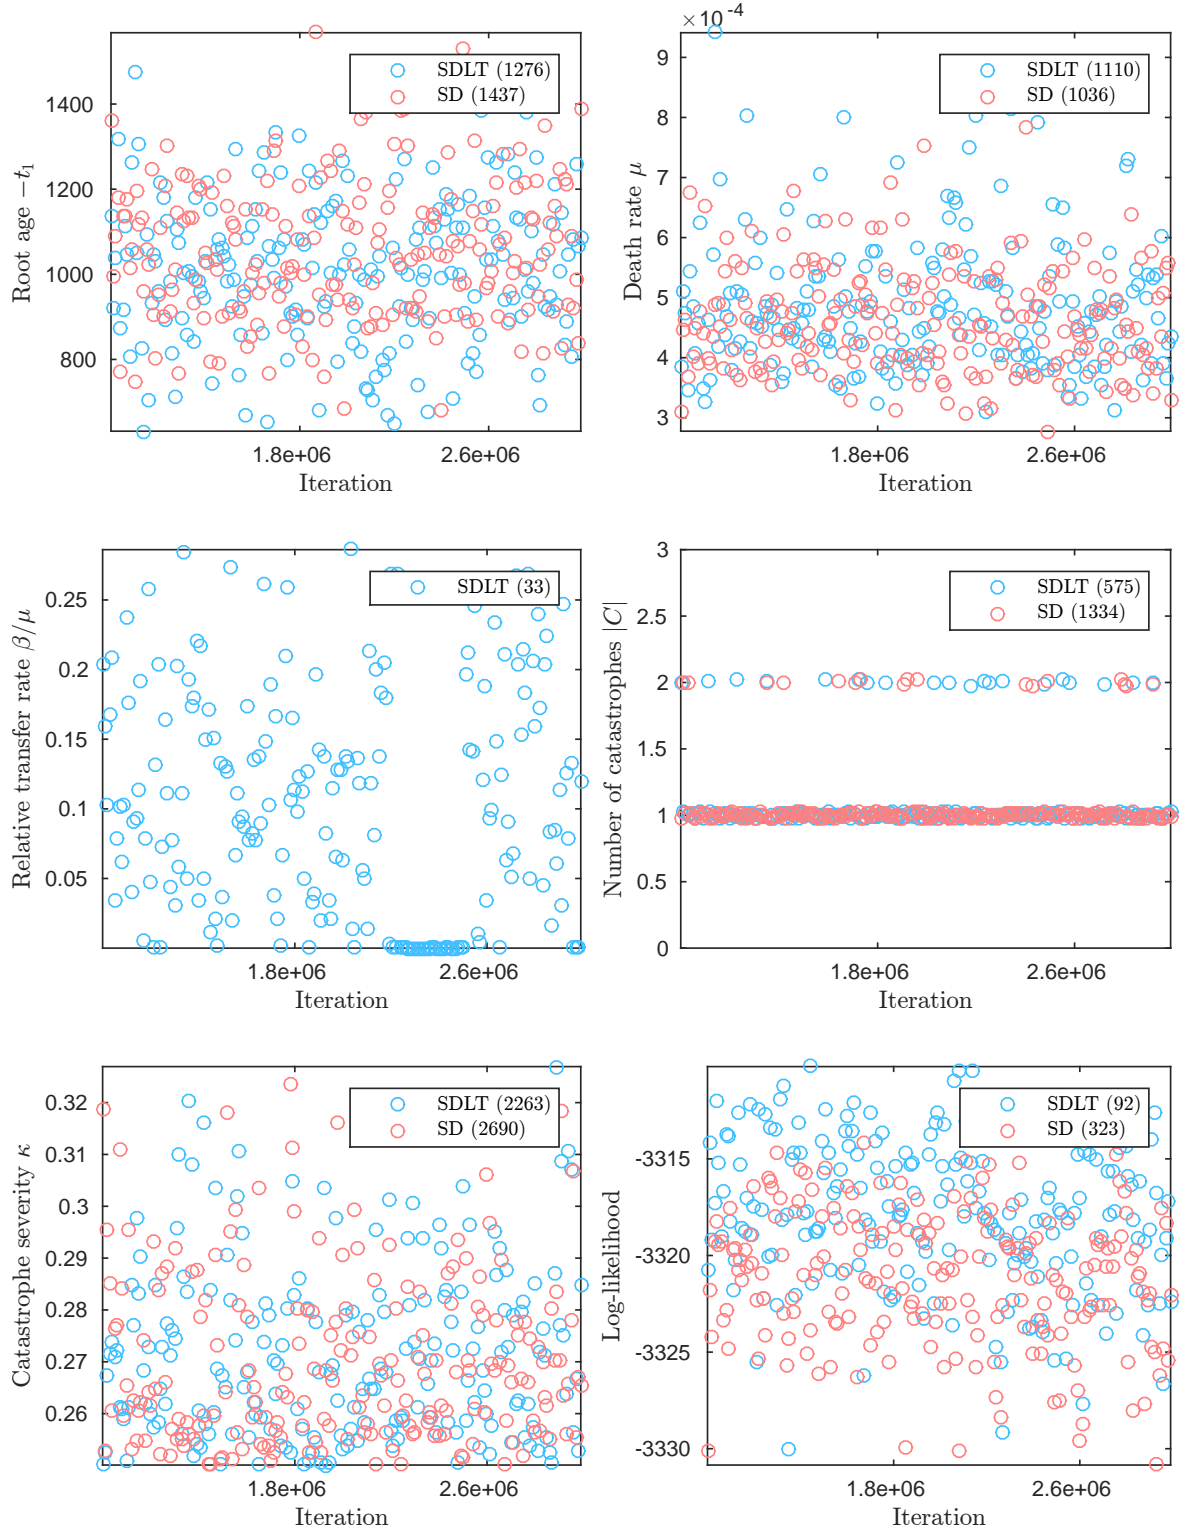 SDLT (1276)
SD (1437)
1400
1200
1000
800
Root age −t₁
1.8e+06 2.6e+06
Iteration
×10⁻⁴
SDLT (1110)
SD (1036)
9
8
7
6
5
4
3
Death rate μ
1.8e+06 2.6e+06
Iteration
SDLT (33)
0.25
0.2
0.15
0.1
0.05
Relative transfer rate β/μ
1.8e+06 2.6e+06
Iteration
SDLT (575)
SD (1334)
3
2.5
2
1.5
1
0.5
0
Number of catastrophes |C|
1.8e+06 2.6e+06
Iteration
SDLT (2263)
SD (2690)
0.32
0.31
0.3
0.29
0.28
0.27
0.26
Catastrophe severity κ
1.8e+06 2.6e+06
Iteration
SDLT (92)
SD (323)
-3315
-3320
-3325
-3330
Log-likelihood
1.8e+06 2.6e+06
Iteration